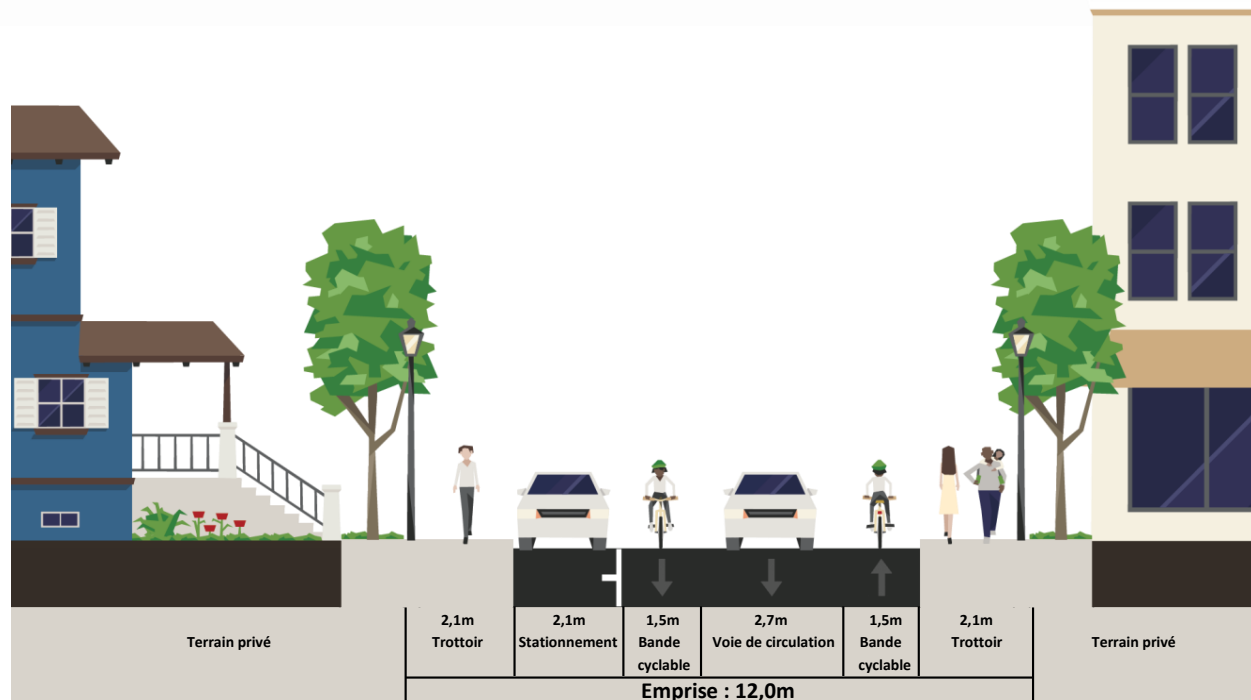 2,1m 2,1m 1,5m 2,7m 1,5m 2,1m
Terrain privé Trottoir Stationnement Bande Voie de circulation Bande Trottoir Terrain privé
cyclable cyclable
Emprise : 12,0m